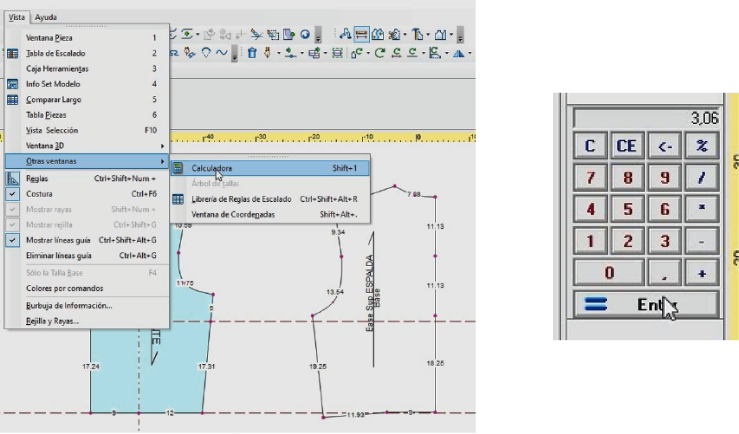 Vista Ayuda
Ventana Pieza 1
Tabla de Escalado 2
Caja Herramientas 3
Info Set Modelo 4
Comparar Largo 5
Tabla Piezas 6
Vista Selección F10
Ventana 3D
Otras ventanas
Reglas Ctrl+Shift+Num +
Costura Ctrl+F6
Mostrar rayas Shift+Num +
Mostrar rejilla Ctrl+Shift+G
Mostrar líneas guía Ctrl+Shift+Alt+G
Eliminar líneas guía Ctrl+Alt+G
Sólo la Talla Base F4
Colores por comandos
Burbuja de Información...
Rejilla y Rayas...
Calculadora Shift+1
Árbol de tallas
Librería de Reglas de Escalado Ctrl+Shift+Alt+R
Ventana de Coordenadas Shift+Alt+.
-40 -30 -20 -10 0
7.88
10.59
9.34
11.13
11.75
13.54
11.13
Ease Sup ESPALDA
Base
NTE
17.24
17.31
19.25
18.25
9
12
11.93
9
3,06
C CE <- %
7 8 9 /
4 5 6 *
1 2 3 -
0 , +
= Enter